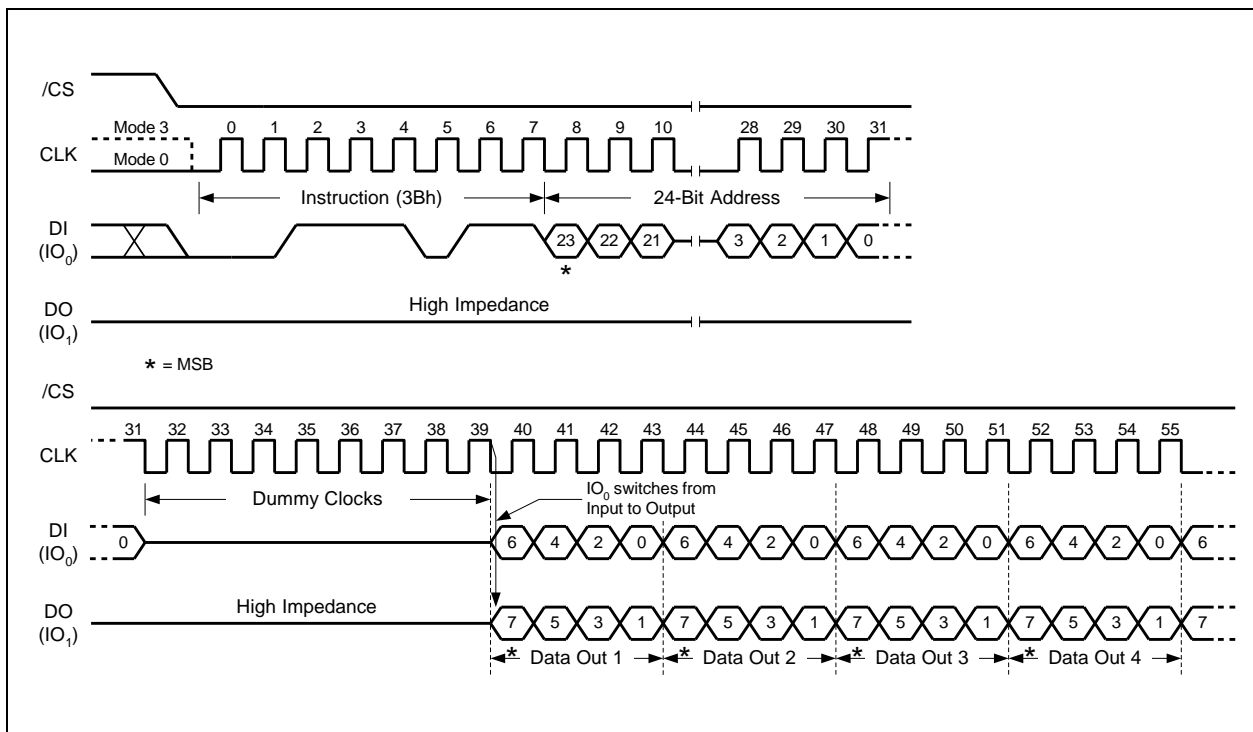 /CS
Mode 3
0 1 2 3 4 5 6 7 8 9 10 28 29 30 31
CLK
Mode 0
Instruction (3Bh)
24-Bit Address
DI
(IO0)
23 22 21 3 2 1 0
*
High Impedance
DO
(IO1)
* = MSB
/CS
31 32 33 34 35 36 37 38 39 40 41 42 43 44 45 46 47 48 49 50 51 52 53 54 55
CLK
Dummy Clocks
IO0 switches from
Input to Output
DI
(IO0)
0 6 4 2 0 6 4 2 0 6 4 2 0 6 4 2 0 6
High Impedance
DO
(IO1)
7 5 3 1 7 5 3 1 7 5 3 1 7 5 3 1 7
* Data Out 1 * Data Out 2 * Data Out 3 * Data Out 4